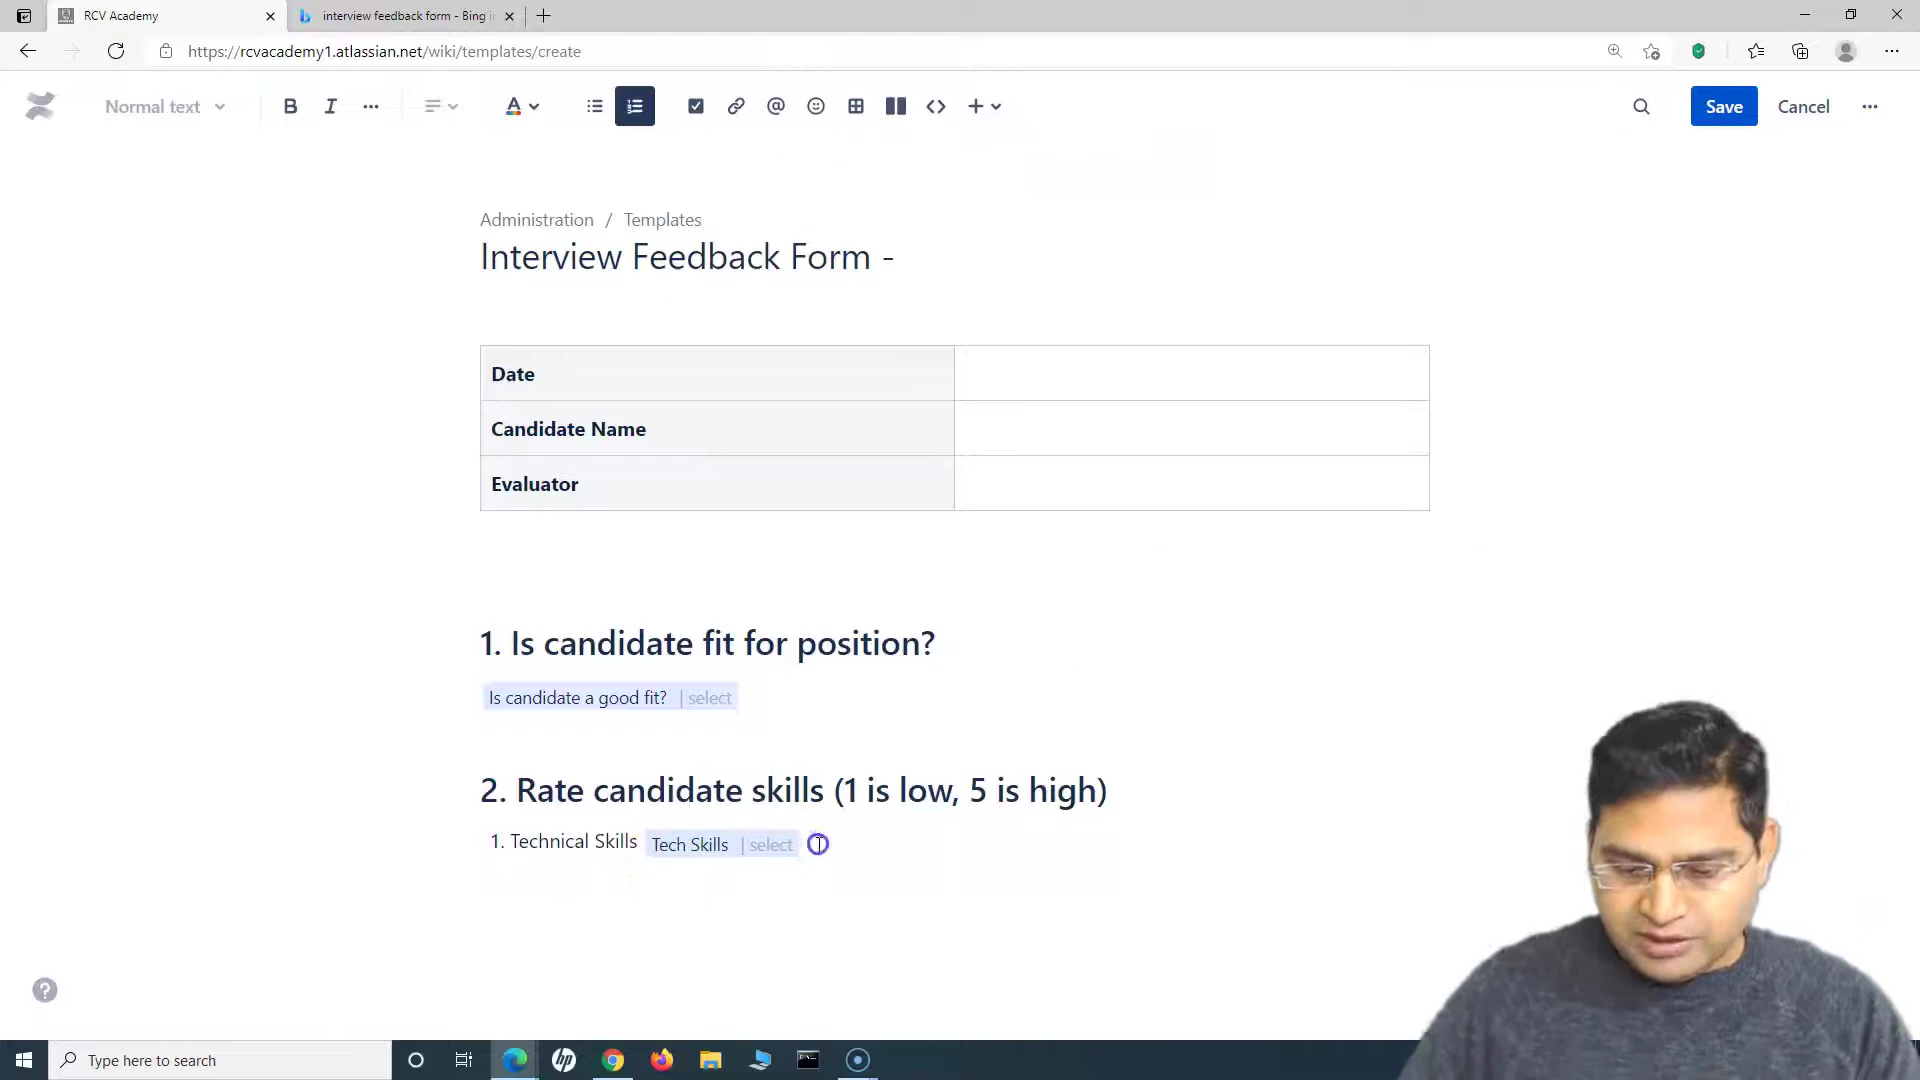 RCV Academy
interview feedback form - Bing i
https://rcvacademy1.atlassian.net/wiki/templates/create
Normal text
B
I
A
Save
Cancel
Administration / Templates
Interview Feedback Form -
Date
Candidate Name
Evaluator
1. Is candidate fit for position?
Is candidate a good fit? | select
2. Rate candidate skills (1 is low, 5 is high)
1. Technical Skills Tech Skills | select
?
Type here to search
hp